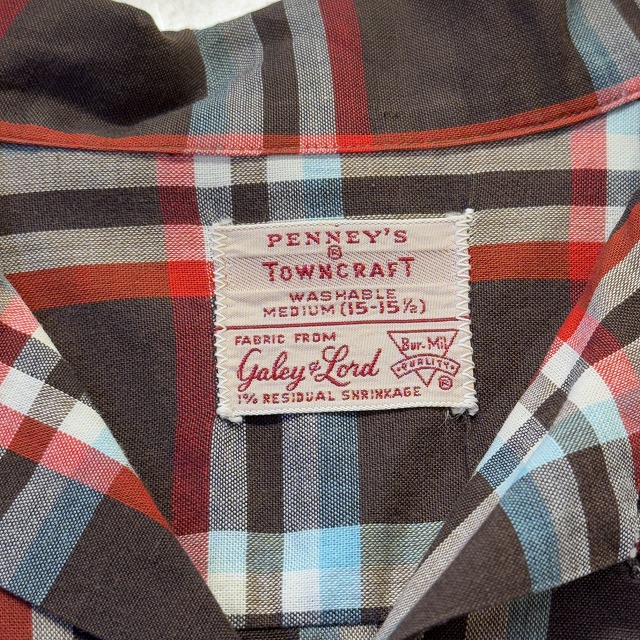 PENNEY'S
®
TOWNCRAFT
WASHABLE
MEDIUM (15-15½)
FABRIC FROM
Galey & Lord
1% RESIDUAL SHRINKAGE
Bur-Mil
QUALITY
®